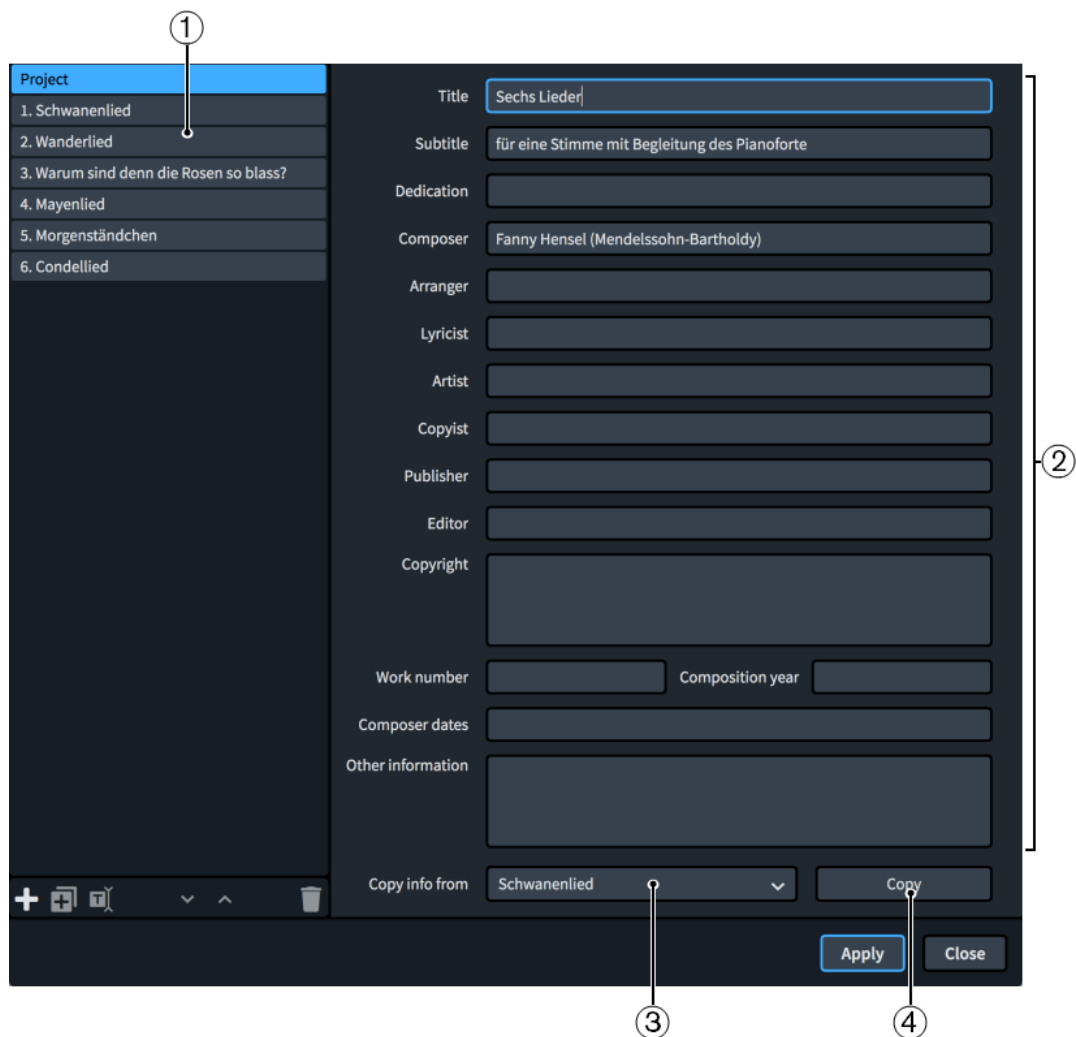 ①
Project
1. Schwanenlied
2. Wanderlied
3. Warum sind denn die Rosen so blass?
4. Mayenlied
5. Morgenständchen
6. Condellied
Title Sechs Lieder
Subtitle für eine Stimme mit Begleitung des Pianoforte
Dedication
Composer Fanny Hensel (Mendelssohn-Bartholdy)
Arranger
Lyricist
Artist
Copyist
Publisher
Editor
Copyright
Work number Composition year
Composer dates
Other information
②
Copy info from Schwanenlied Copy
Apply Close
③ ④